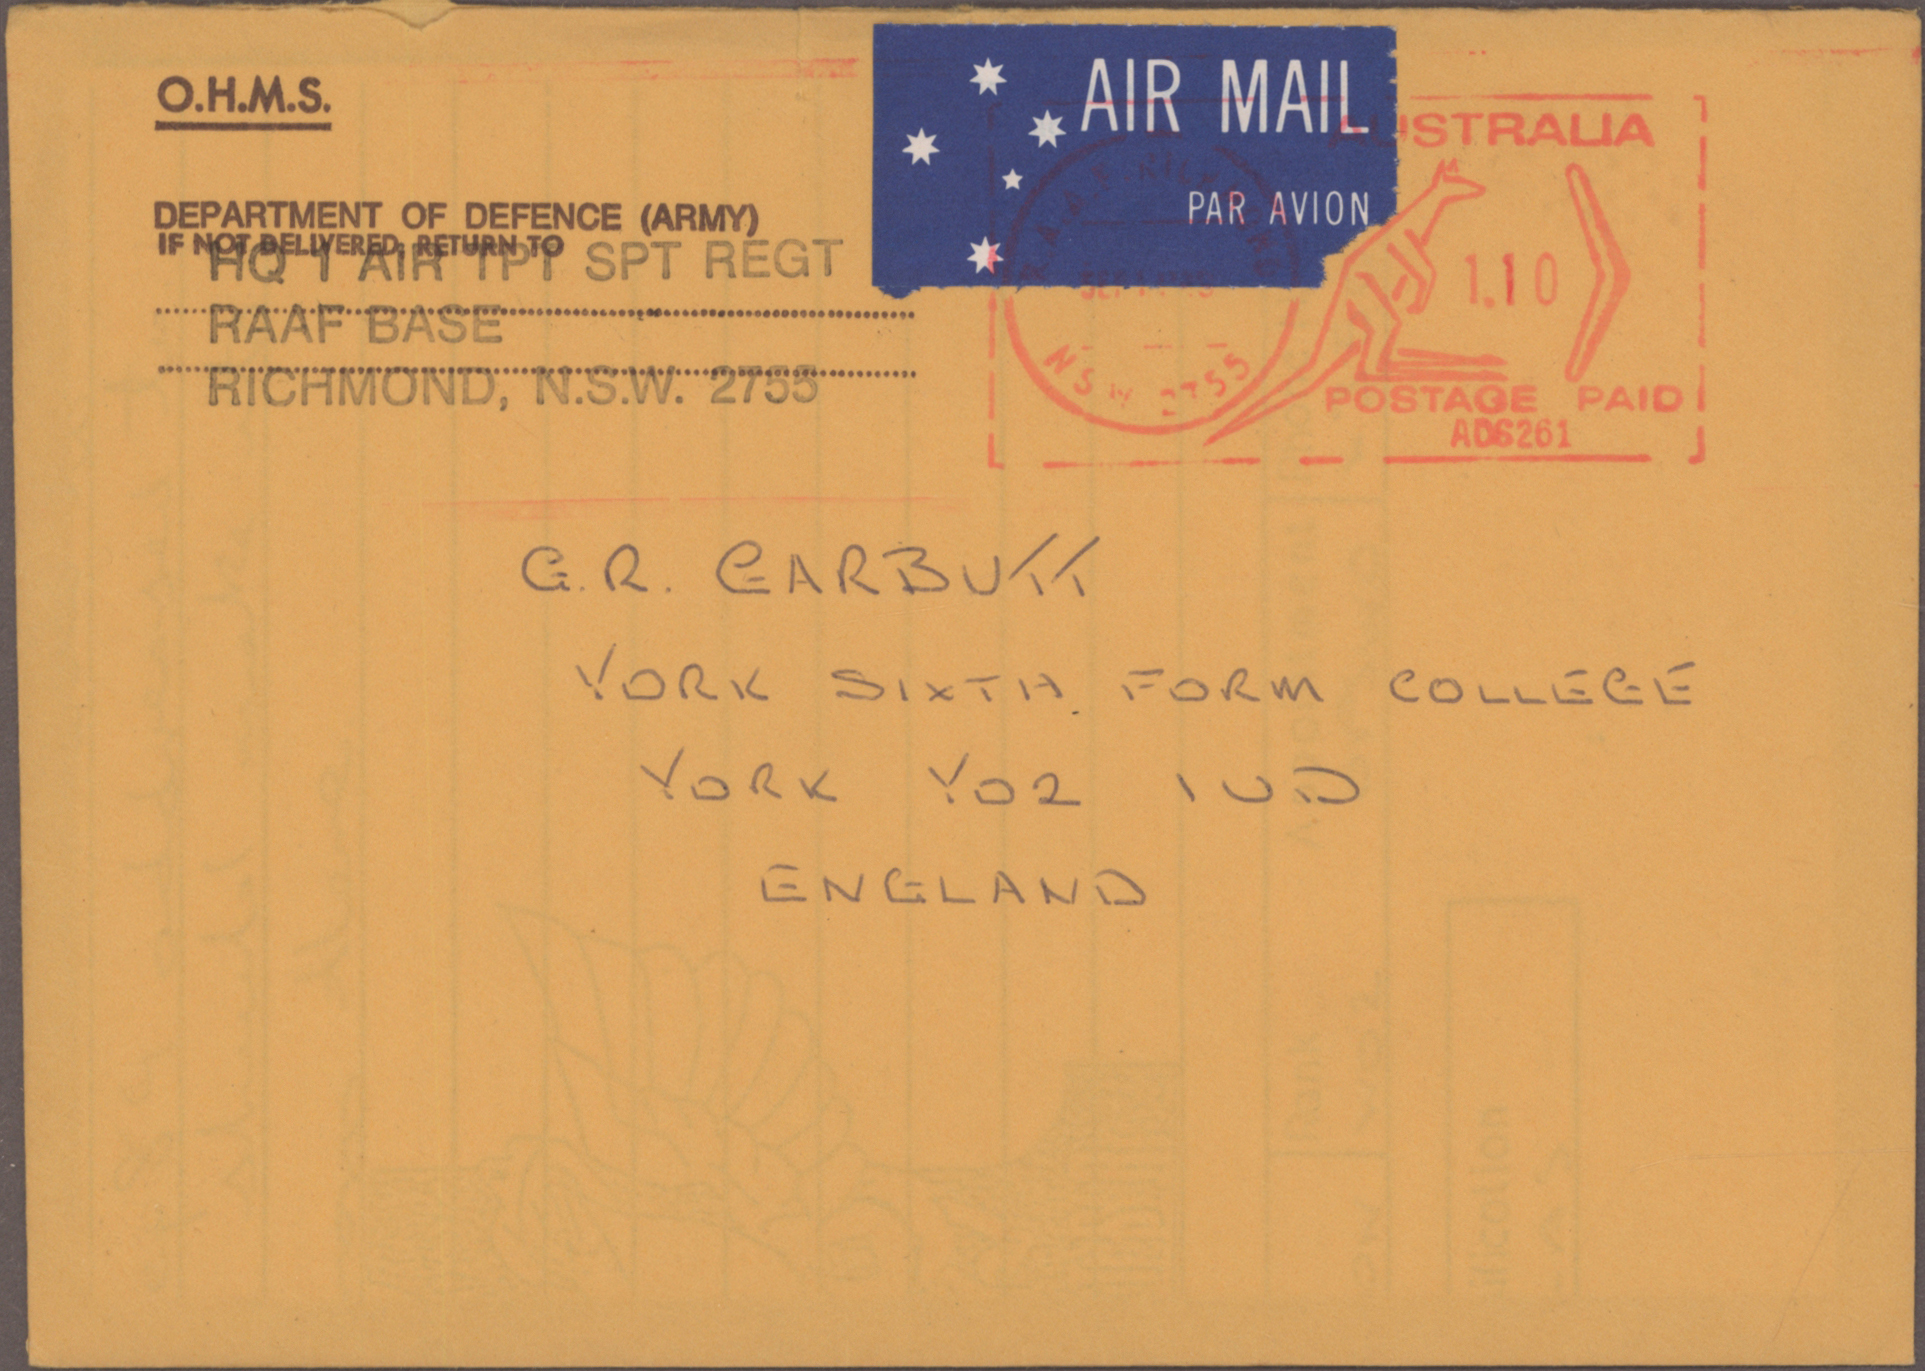 O.H.M.S.
DEPARTMENT OF DEFENCE (ARMY)
IF NOT DELIVERED, RETURN TO
HQ 1 AIR TPT SPT REGT
RAAF BASE
RICHMOND, N.S.W. 2755
AIR MAIL
PAR AVION
AUSTRALIA
1.10
NSW 2755
POSTAGE PAID
AD6261
G.R. GARBUTT
YORK SIXTH FORM COLLEGE
YORK YO2 1UD
ENGLAND